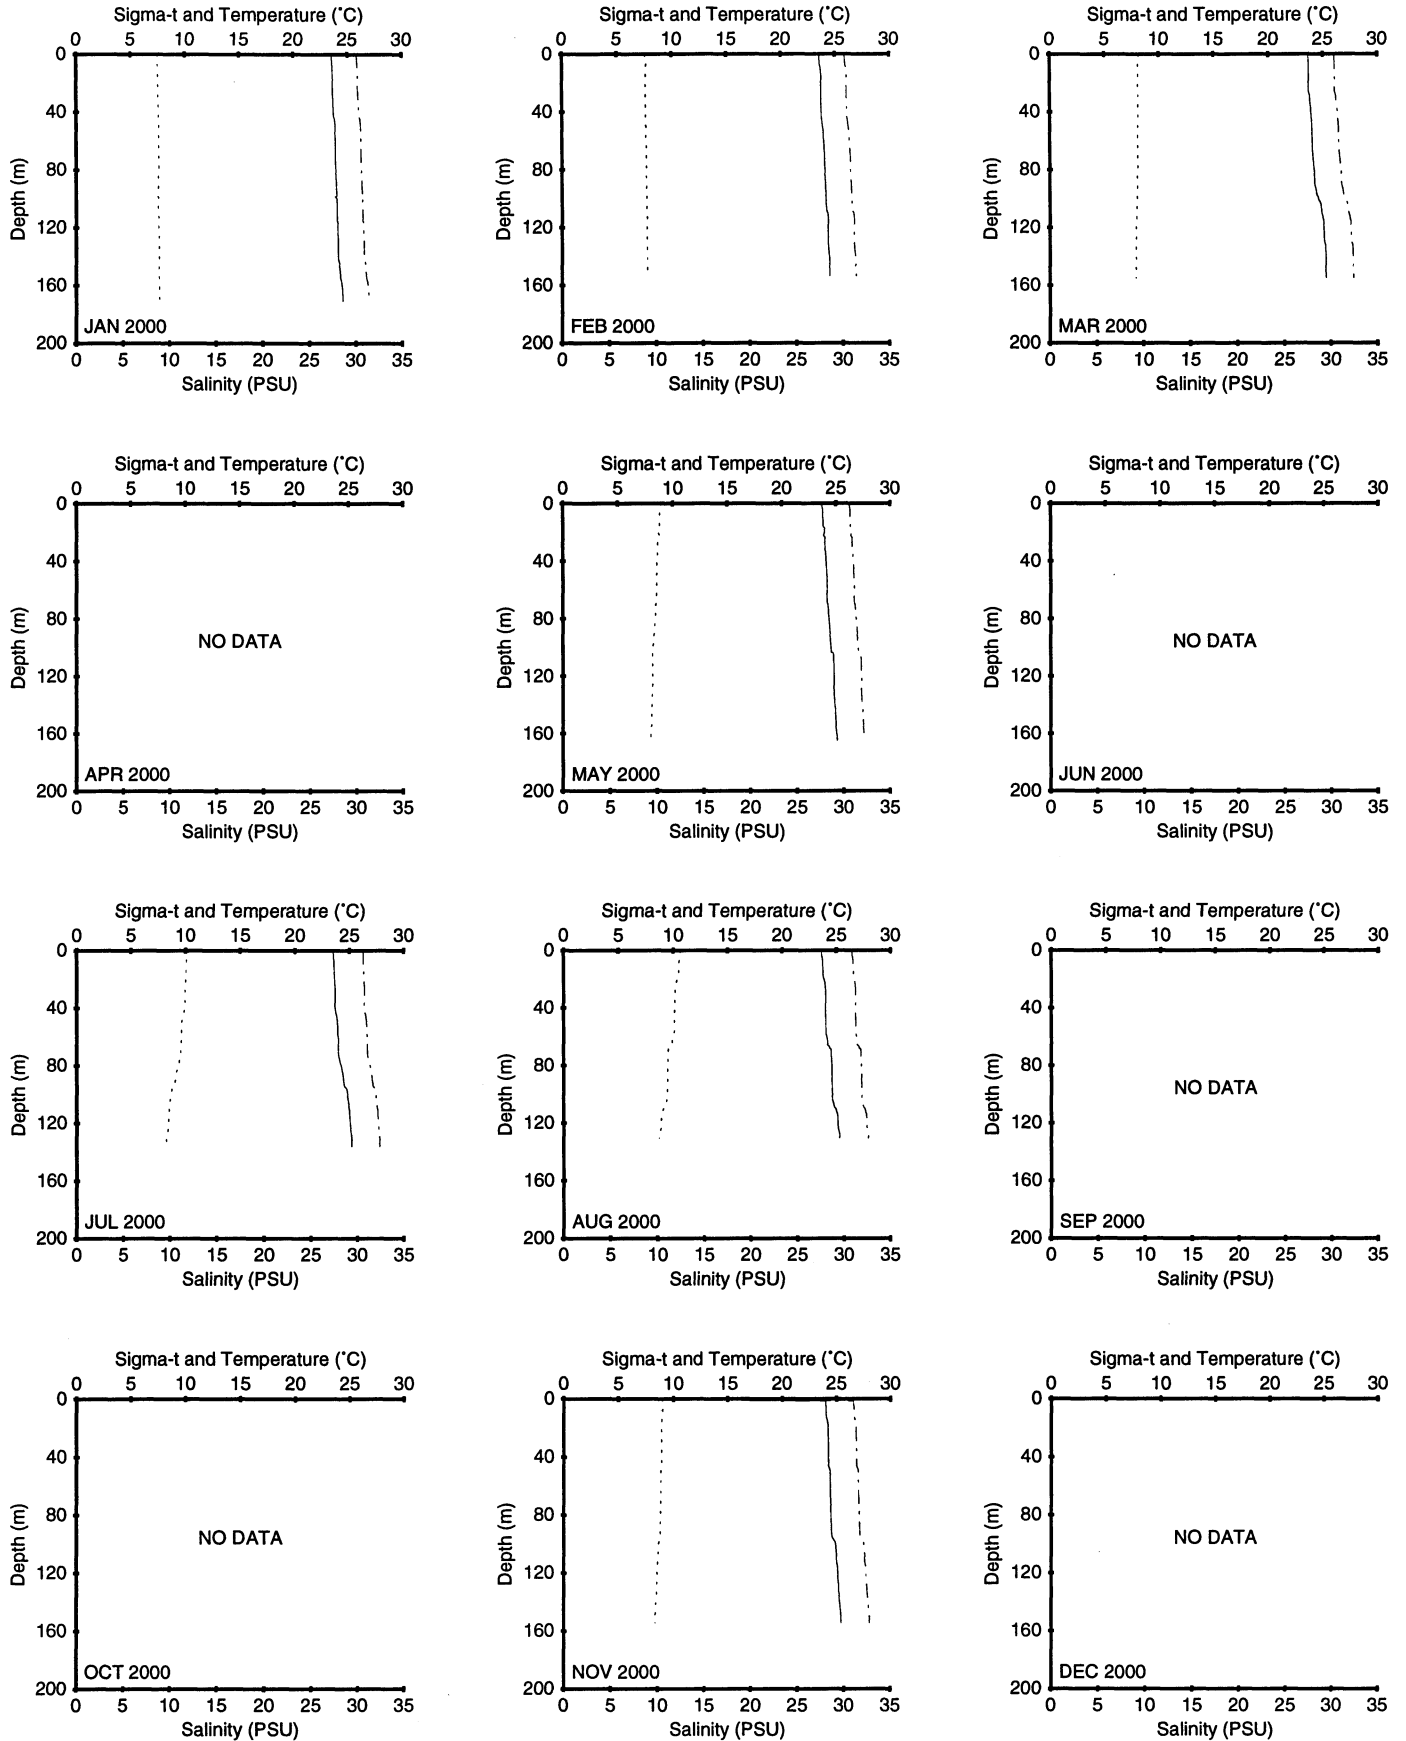 Sigma-t and Temperature (˚C) Sigma-t and Temperature (˚C) Sigma-t and Temperature (˚C)
0 5 10 15 20 25 30 0 5 10 15 20 25 30 0 5 10 15 20 25 30
0 0 0
40 40 40
80 80 80
Depth (m) Depth (m) Depth (m)
120 120 120
160 160 160
JAN 2000 FEB 2000 MAR 2000
200 200 200
0 5 10 15 20 25 30 35 0 5 10 15 20 25 30 35 0 5 10 15 20 25 30 35
Salinity (PSU) Salinity (PSU) Salinity (PSU)
Sigma-t and Temperature (˚C) Sigma-t and Temperature (˚C) Sigma-t and Temperature (˚C)
0 5 10 15 20 25 30 0 5 10 15 20 25 30 0 5 10 15 20 25 30
0 0 0
40 40 40
80 80 80
Depth (m) NO DATA Depth (m) Depth (m) NO DATA
120 120 120
160 160 160
APR 2000 MAY 2000 JUN 2000
200 200 200
0 5 10 15 20 25 30 35 0 5 10 15 20 25 30 35 0 5 10 15 20 25 30 35
Salinity (PSU) Salinity (PSU) Salinity (PSU)
Sigma-t and Temperature (˚C) Sigma-t and Temperature (˚C) Sigma-t and Temperature (˚C)
0 5 10 15 20 25 30 0 5 10 15 20 25 30 0 5 10 15 20 25 30
0 0 0
40 40 40
80 80 80
Depth (m) Depth (m) Depth (m) NO DATA
120 120 120
160 160 160
JUL 2000 AUG 2000 SEP 2000
200 200 200
0 5 10 15 20 25 30 35 0 5 10 15 20 25 30 35 0 5 10 15 20 25 30 35
Salinity (PSU) Salinity (PSU) Salinity (PSU)
Sigma-t and Temperature (˚C) Sigma-t and Temperature (˚C) Sigma-t and Temperature (˚C)
0 5 10 15 20 25 30 0 5 10 15 20 25 30 0 5 10 15 20 25 30
0 0 0
40 40 40
80 80 80
Depth (m) NO DATA Depth (m) Depth (m) NO DATA
120 120 120
160 160 160
OCT 2000 NOV 2000 DEC 2000
200 200 200
0 5 10 15 20 25 30 35 0 5 10 15 20 25 30 35 0 5 10 15 20 25 30 35
Salinity (PSU) Salinity (PSU) Salinity (PSU)